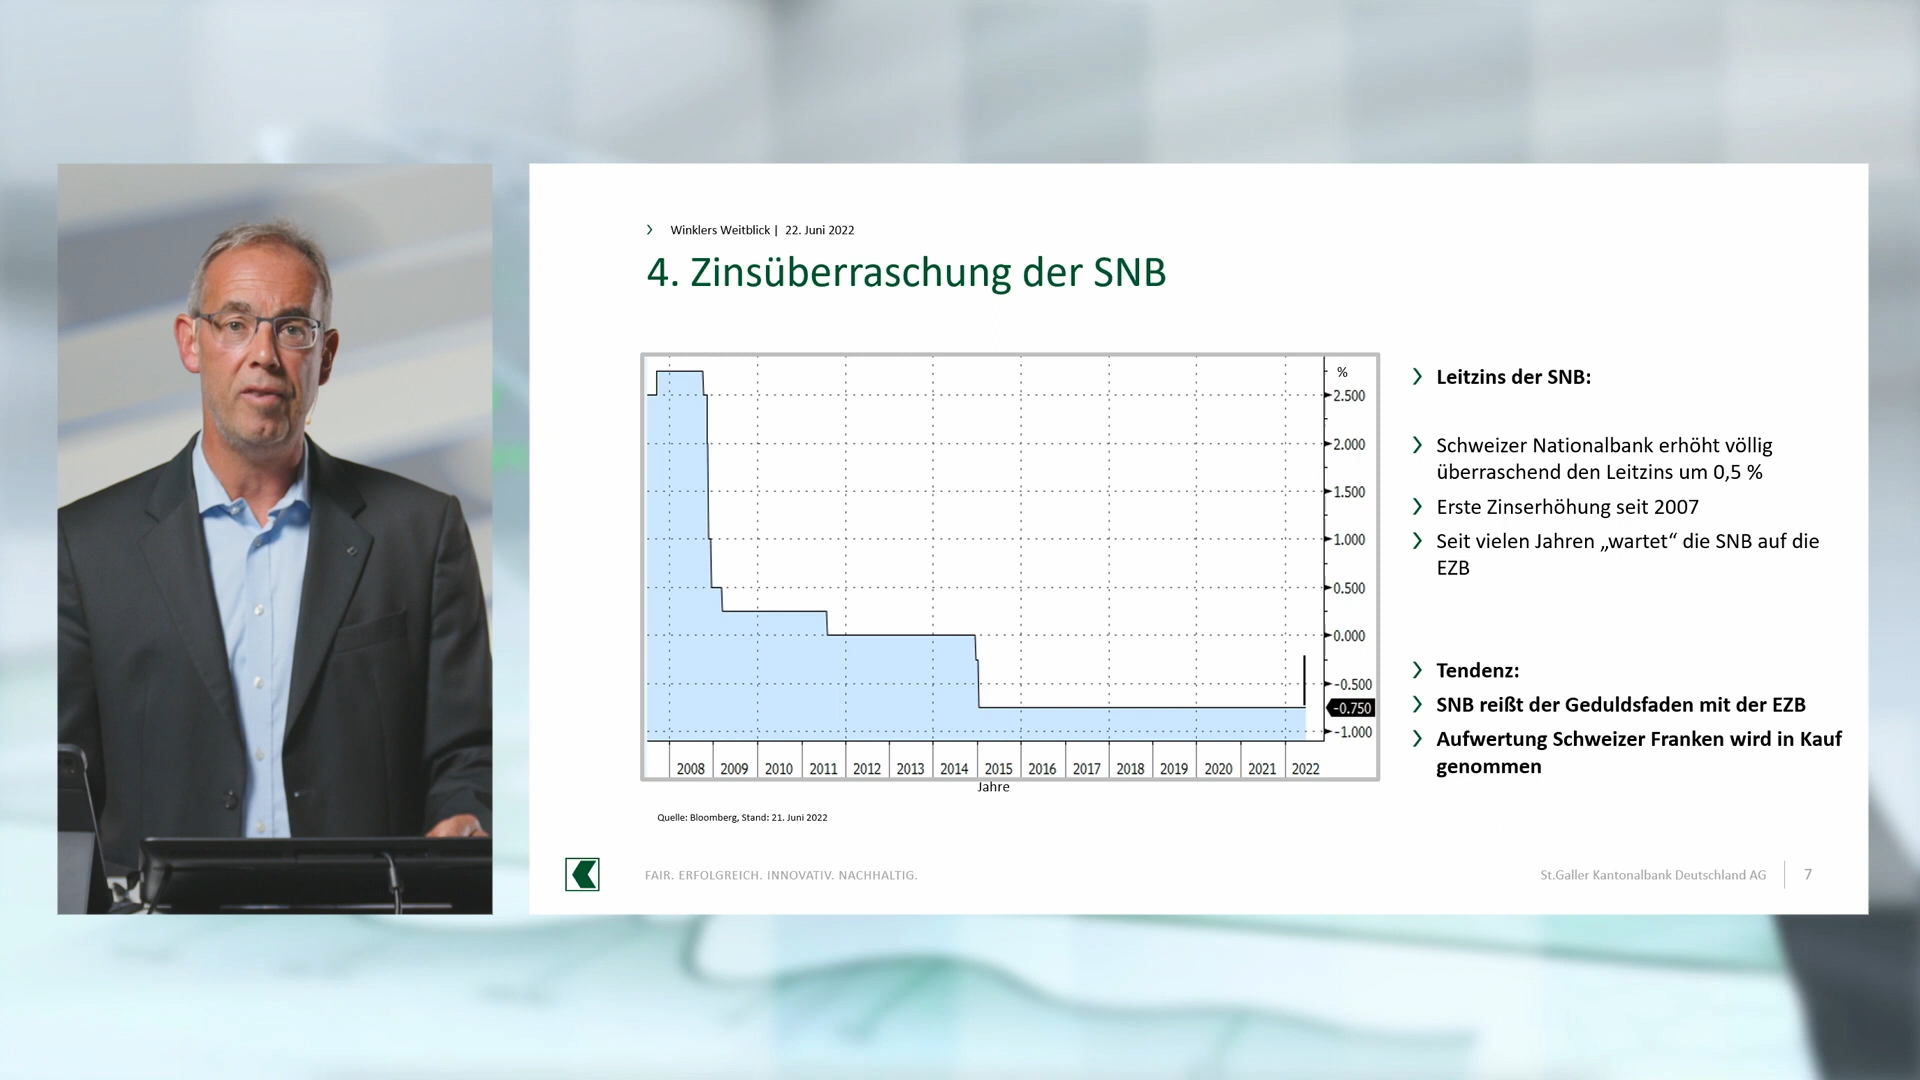 Winklers Weitblick | 22. Juni 2022
4. Zinsüberraschung der SNB
%
2.500
2.000
1.500
1.000
0.500
0.000
-0.500
-0.750
-1.000
2008 2009 2010 2011 2012 2013 2014 2015 2016 2017 2018 2019 2020 2021 2022
Jahre
Quelle: Bloomberg, Stand: 21. Juni 2022
Leitzins der SNB:
Schweizer Nationalbank erhöht völlig
überraschend den Leitzins um 0,5 %
Erste Zinserhöhung seit 2007
Seit vielen Jahren „wartet“ die SNB auf die
EZB
Tendenz:
SNB reißt der Geduldsfaden mit der EZB
Aufwertung Schweizer Franken wird in Kauf
genommen
FAIR. ERFOLGREICH. INNOVATIV. NACHHALTIG.
St.Galler Kantonalbank Deutschland AG
7